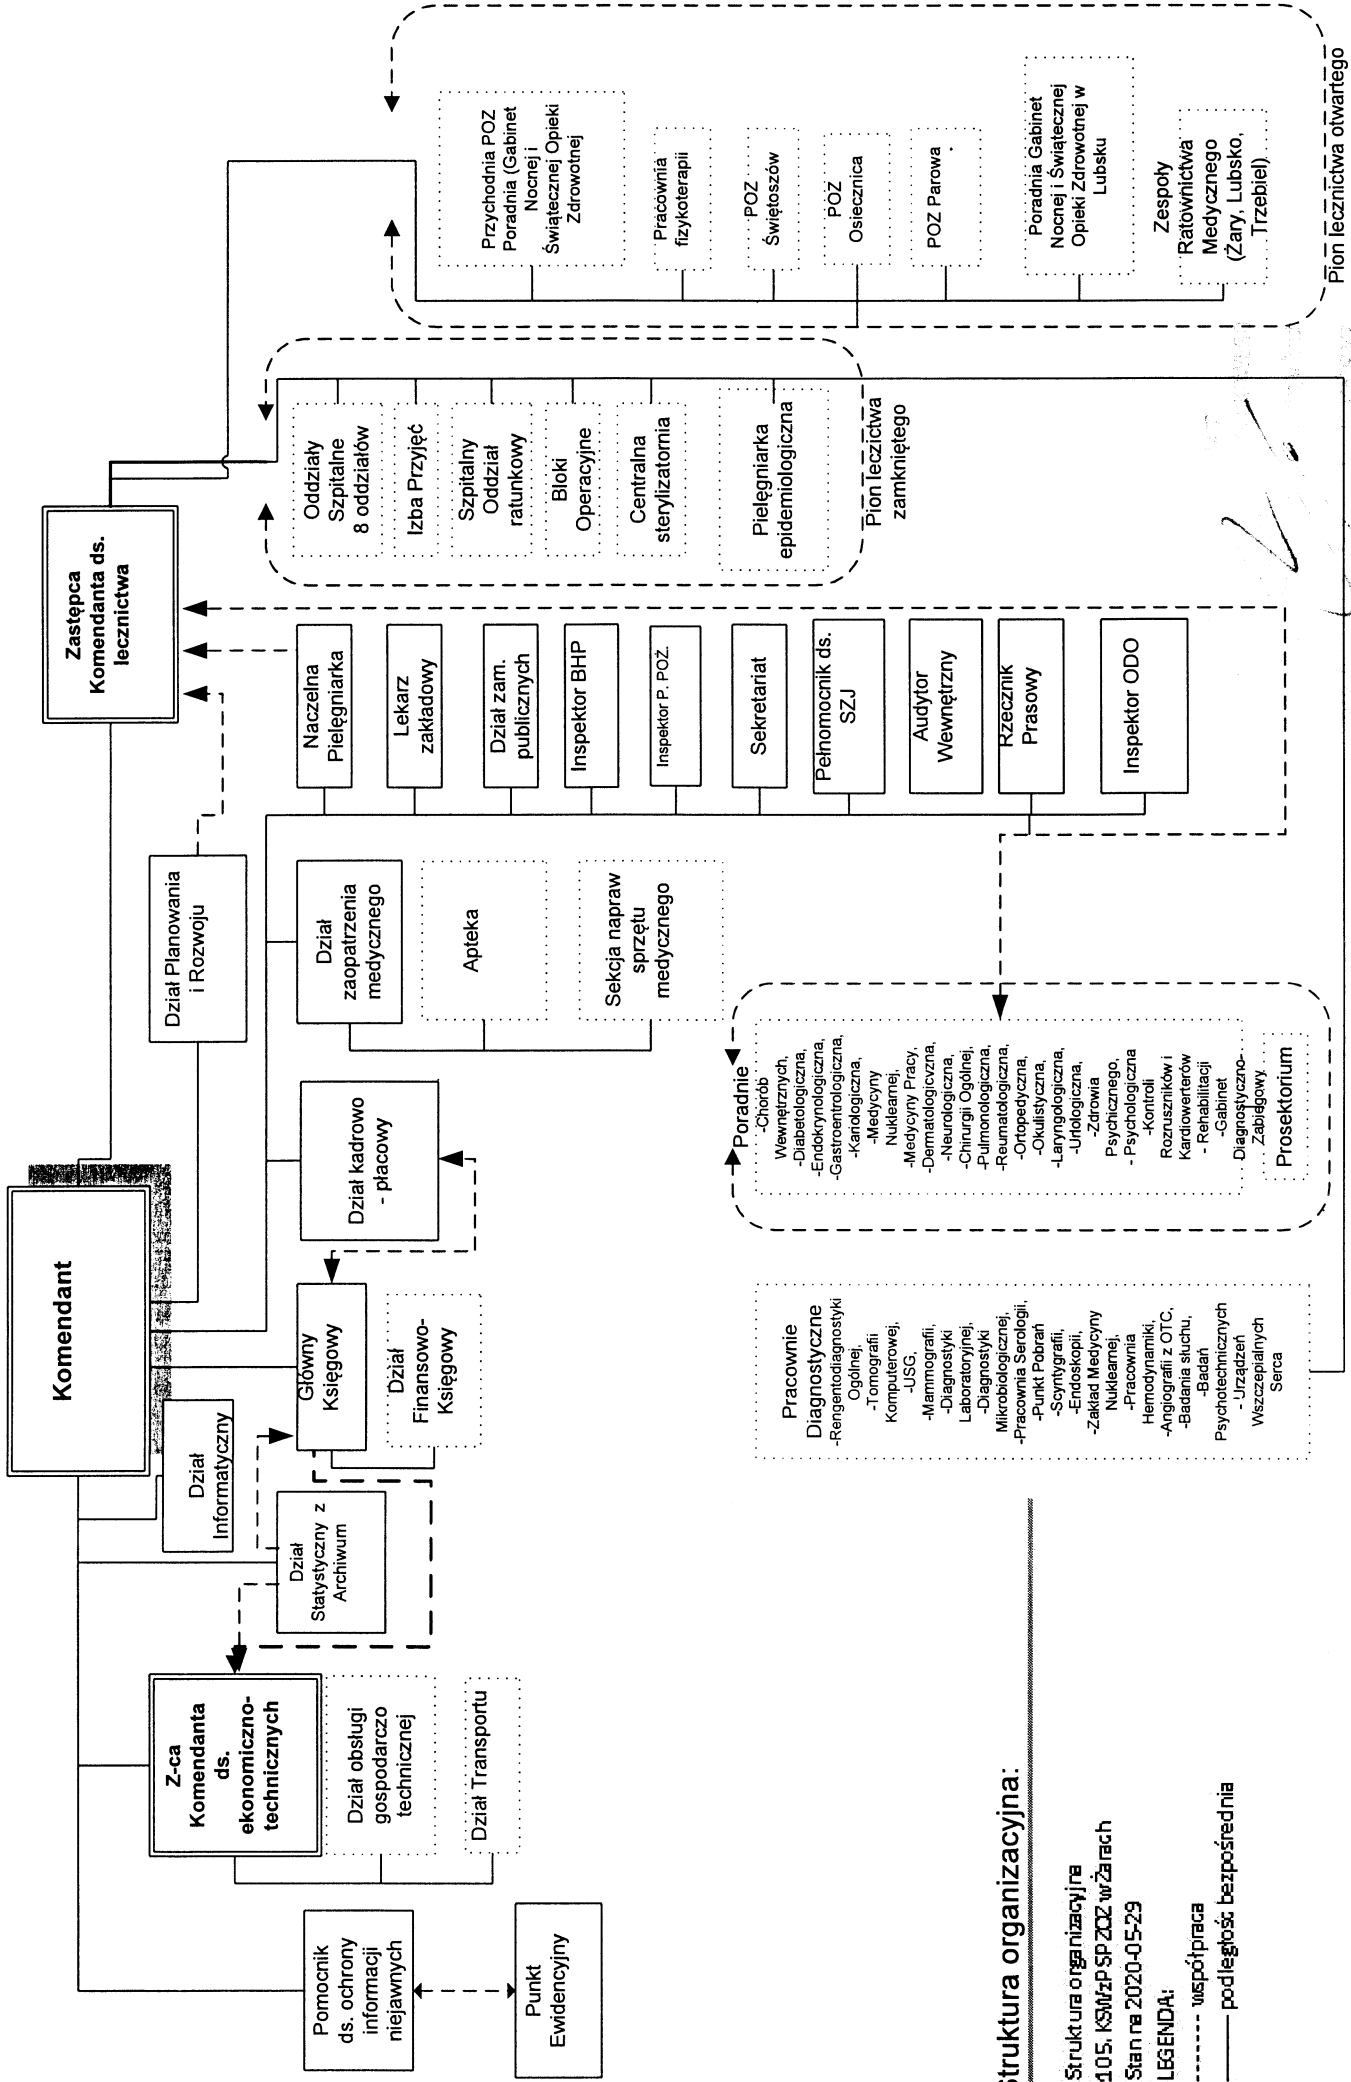 Komendant
Zastępca
Komendanta ds.
lecznictwa
Z-ca
Komendanta
ds.
ekonomiczno-
technicznych
Dział obsługi
gospodarczo
technicznej
Dział Transportu
Pomocnik
ds. ochrony
informacji
niejawnych
Punkt
Ewidencyjny
Dział
Informatyczny
Dział
Statystyczny z
Archiwum
Główny
Księgowy
Dział
Finansowo-
Księgowy
Dział kadrowo
- płacowy
Dział Planowania
i Rozwoju
Dział
zaopatrzenia
medycznego
Apteka
Sekcja napraw
sprzętu
medycznego
Naczelna
Pielęgniarka
Lekarz
zakładowy
Dział zam.
publicznych
Inspektor BHP
Inspektor P. POŻ.
Sekretariat
Pełnomocnik ds.
SZJ
Audytor
Wewnętrzny
Rzecznik
Prasowy
Inspektor ODO
Oddziały
Szpitalne
8 oddziałów
Izba Przyjęć
Szpitalny
Oddział
ratunkowy
Bloki
Operacyjne
Centralna
sterylizatornia
Pielęgniarka
epidemiologiczna
Pion leczictwa
zamkniętego
Przychodnia POZ
Poradnia (Gabinet
Nocnej i
Świątecznej Opieki
Zdrowotnej
Pracownia
fizykoterapii
POZ
Świętoszów
POZ
Osiecznica
POZ Parowa
Poradnia Gabinet
Nocnej i Świątecznej
Opieki Zdrowotnej w
Lubsku
Zespoły
Ratownictwa
Medycznego
(Żary, Lubsko,
Trzebiel)
Pion lecznictwa otwartego
Pracownie
Diagnostyczne
-Rengentodiagnostyki
Ogólnej,
-Tomografii
Komputerowej,
-USG,
-Mammografii,
-Diagnostyki
Laboratoryjnej,
-Diagnostyki
Mikrobiologicznej,
-Pracownia Serologii,
-Punkt Pobrań
-Scyntygrafii,
-Endoskopii,
-Zakład Medycyny
Nuklearnej,
-Pracownia
Hemodynamiki,
-Angiografii z OTC,
-Badania słuchu,
-Badań
Psychotechnicznych
- Urządzeń
Wszczepialnych
Serca
Poradnie
-Chorób
Wewnętrznych,
-Diabetologiczna,
-Endokrynologiczna,
-Gastroentrologiczna,
-Kariologiczna,
-Medycyny
Nuklearnej,
-Medycyny Pracy,
-Dermatologicvzna,
-Neurologiczna,
-Chirurgii Ogólnej,
-Pulmonologiczna,
-Reumatologiczna,
-Ortopedyczna,
-Okulistyczna,
-Laryngologiczna,
-Urlologiczna,
-Zdrowia
Psychicznego,
- Psychologiczna
-Kontroli
Rozruszników i
Kardiowerterów
- Rehabilitacji
-Gabinet
Diagnostyczno-
Zabiegowy
Prosektorium
Struktura organizacyjna:
Struktura organizacyjna
105. KSWzP SP ZOZ w Żarach
Stan na 2020-05-29
LEGENDA:
współpraca
podległość bezpośrednia